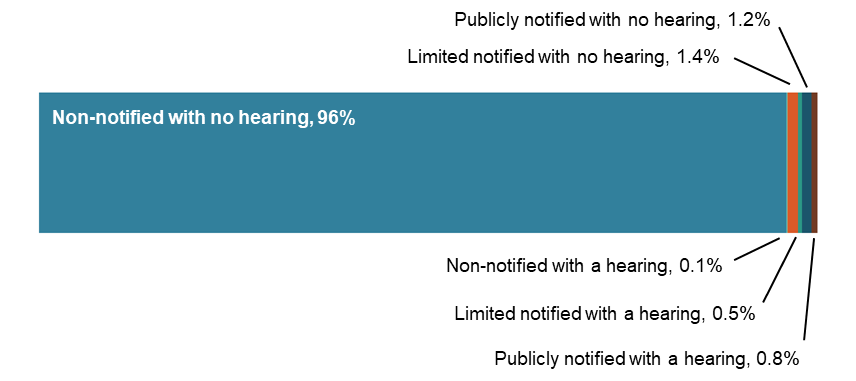 Publicly notified with no hearing, 1.2%
Limited notified with no hearing, 1.4%
Non-notified with no hearing, 96%
Non-notified with a hearing, 0.1%
Limited notified with a hearing, 0.5%
Publicly notified with a hearing, 0.8%